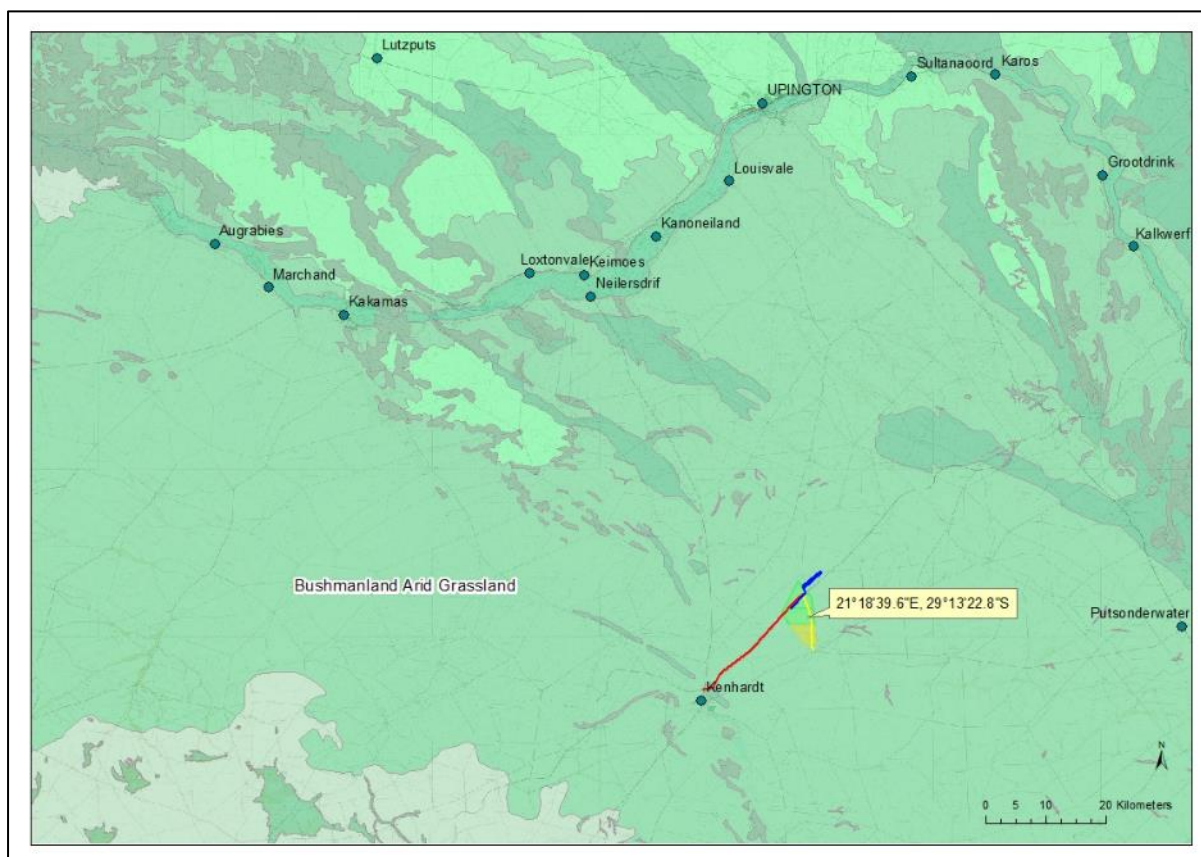 Lutzputs
Sultanaoord
Karos
UPINGTON
Louisvale
Grootdrink
Kanoneiland
Augrabies
Kalkwerf
Loxtonvale
Keimoes
Marchand
Neilersdrif
Kakamas
Bushmanland Arid Grassland
21°18'39.6"E, 29°13'22.8"S
Putsonderwater
Kenhardt
N
0 5 10 20 Kilometers